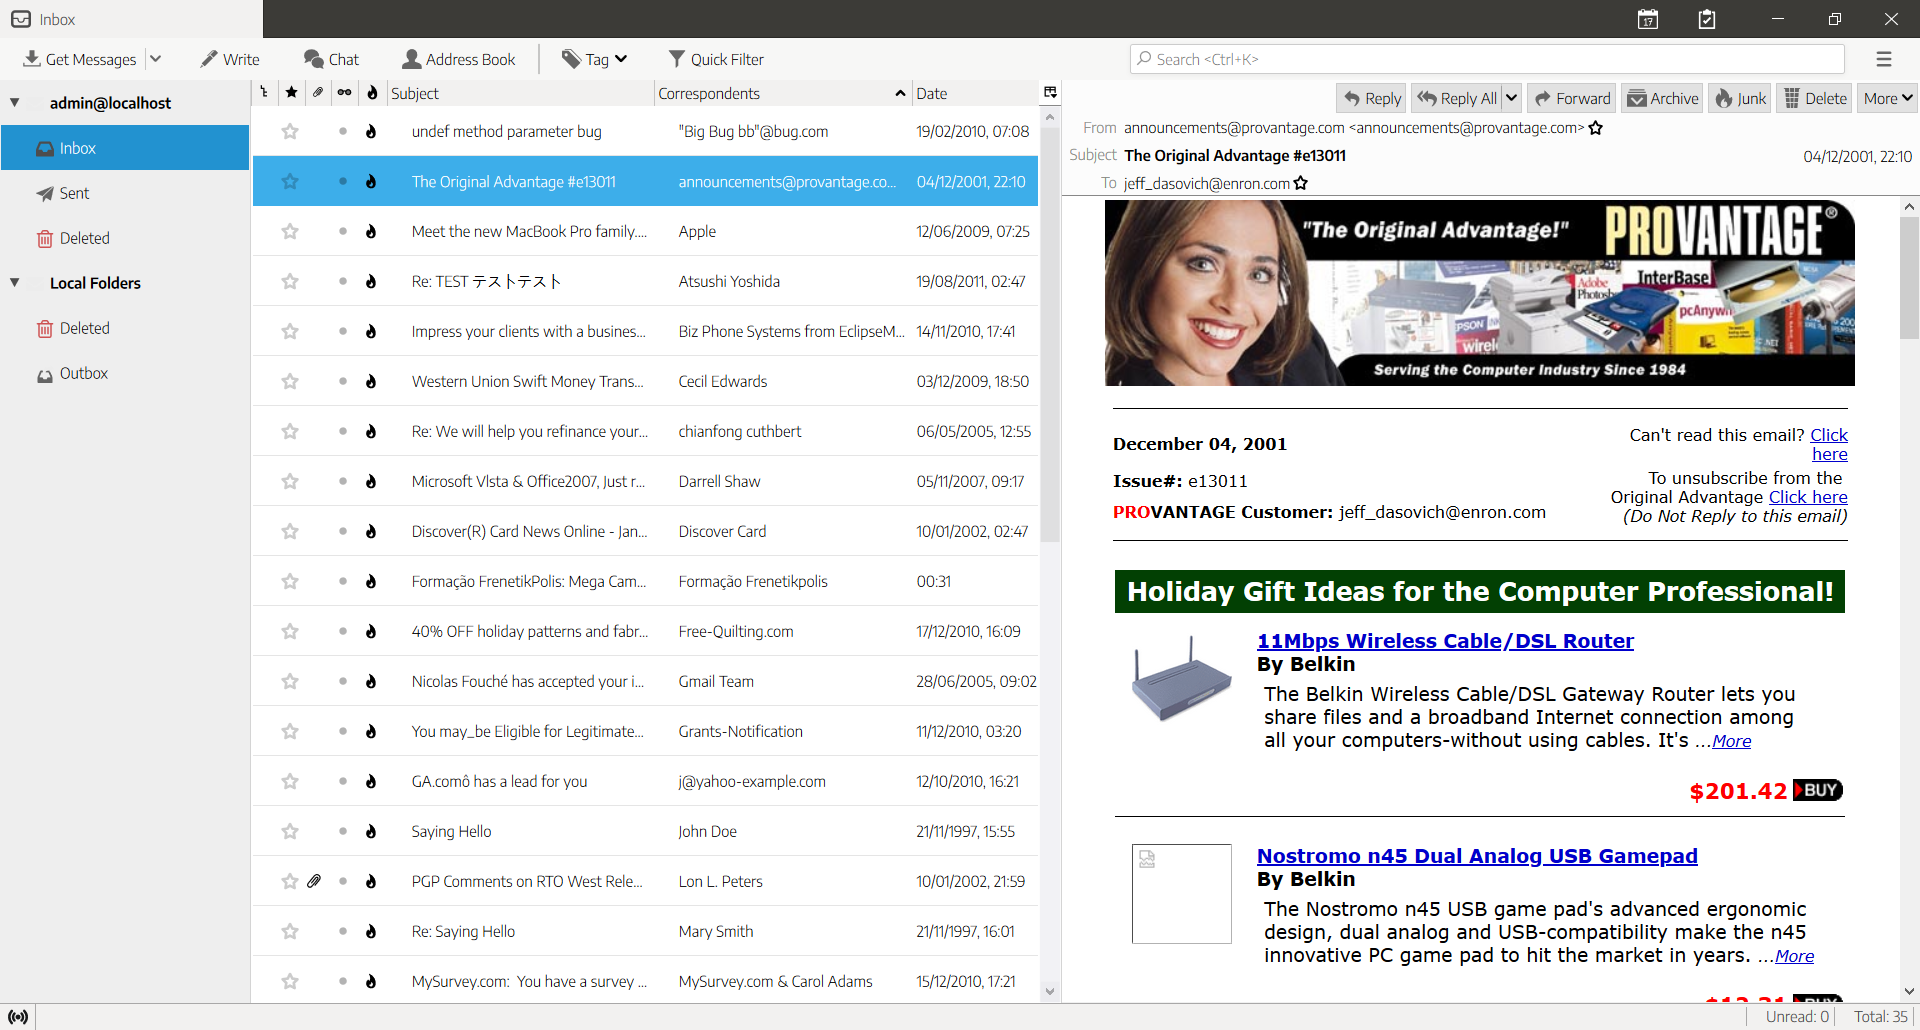 Inbox
17
Get Messages
Write
Chat
Address Book
Tag
Quick Filter
Search <Ctrl+K>
admin@localhost
Inbox
Sent
Deleted
Local Folders
Deleted
Outbox
Subject Correspondents Date
undef method parameter bug "Big Bug bb"@bug.com 19/02/2010, 07:08
The Original Advantage #e13011 announcements@provantage.co... 04/12/2001, 22:10
Meet the new MacBook Pro family.... Apple 12/06/2009, 07:25
Re: TEST テストテスト Atsushi Yoshida 19/08/2011, 02:47
Impress your clients with a busines... Biz Phone Systems from EclipseM... 14/11/2010, 17:41
Western Union Swift Money Trans... Cecil Edwards 03/12/2009, 18:50
Re: We will help you refinance your... chianfong cuthbert 06/05/2005, 12:55
Microsoft VIsta & Office2007, Just r... Darrell Shaw 05/11/2007, 09:17
Discover(R) Card News Online - Jan... Discover Card 10/01/2002, 02:47
Formação FrenetikPolis: Mega Cam... Formação Frenetikpolis 00:31
40% OFF holiday patterns and fabr... Free-Quilting.com 17/12/2010, 16:09
Nicolas Fouché has accepted your i... Gmail Team 28/06/2005, 09:02
You may_be Eligible for Legitimate... Grants-Notification 11/12/2010, 03:20
GA.comô has a lead for you j@yahoo-example.com 12/10/2010, 16:21
Saying Hello John Doe 21/11/1997, 15:55
PGP Comments on RTO West Rele... Lon L. Peters 10/01/2002, 21:59
Re: Saying Hello Mary Smith 21/11/1997, 16:01
MySurvey.com: You have a survey ... MySurvey.com & Carol Adams 15/12/2010, 17:21
Reply
Reply All
Forward
Archive
Junk
Delete
More
From announcements@provantage.com <announcements@provantage.com>
Subject The Original Advantage #e13011 04/12/2001, 22:10
To jeff_dasovich@enron.com
"The Original Advantage!" PROVANTAGE®
InterBase
Adobe
pcAnywh
EPSON
wirel
Serving the Computer Industry Since 1984
December 04, 2001
Issue#: e13011
PROVANTAGE Customer: jeff_dasovich@enron.com
Can't read this email? Click
here
To unsubscribe from the
Original Advantage Click here
(Do Not Reply to this email)
Holiday Gift Ideas for the Computer Professional!
11Mbps Wireless Cable/DSL Router
By Belkin
The Belkin Wireless Cable/DSL Gateway Router lets you
share files and a broadband Internet connection among
all your computers-without using cables. It's ...More
$201.42 BUY
Nostromo n45 Dual Analog USB Gamepad
By Belkin
The Nostromo n45 USB game pad's advanced ergonomic
design, dual analog and USB-compatibility make the n45
innovative PC game pad to hit the market in years. ...More
Unread: 0 Total: 35